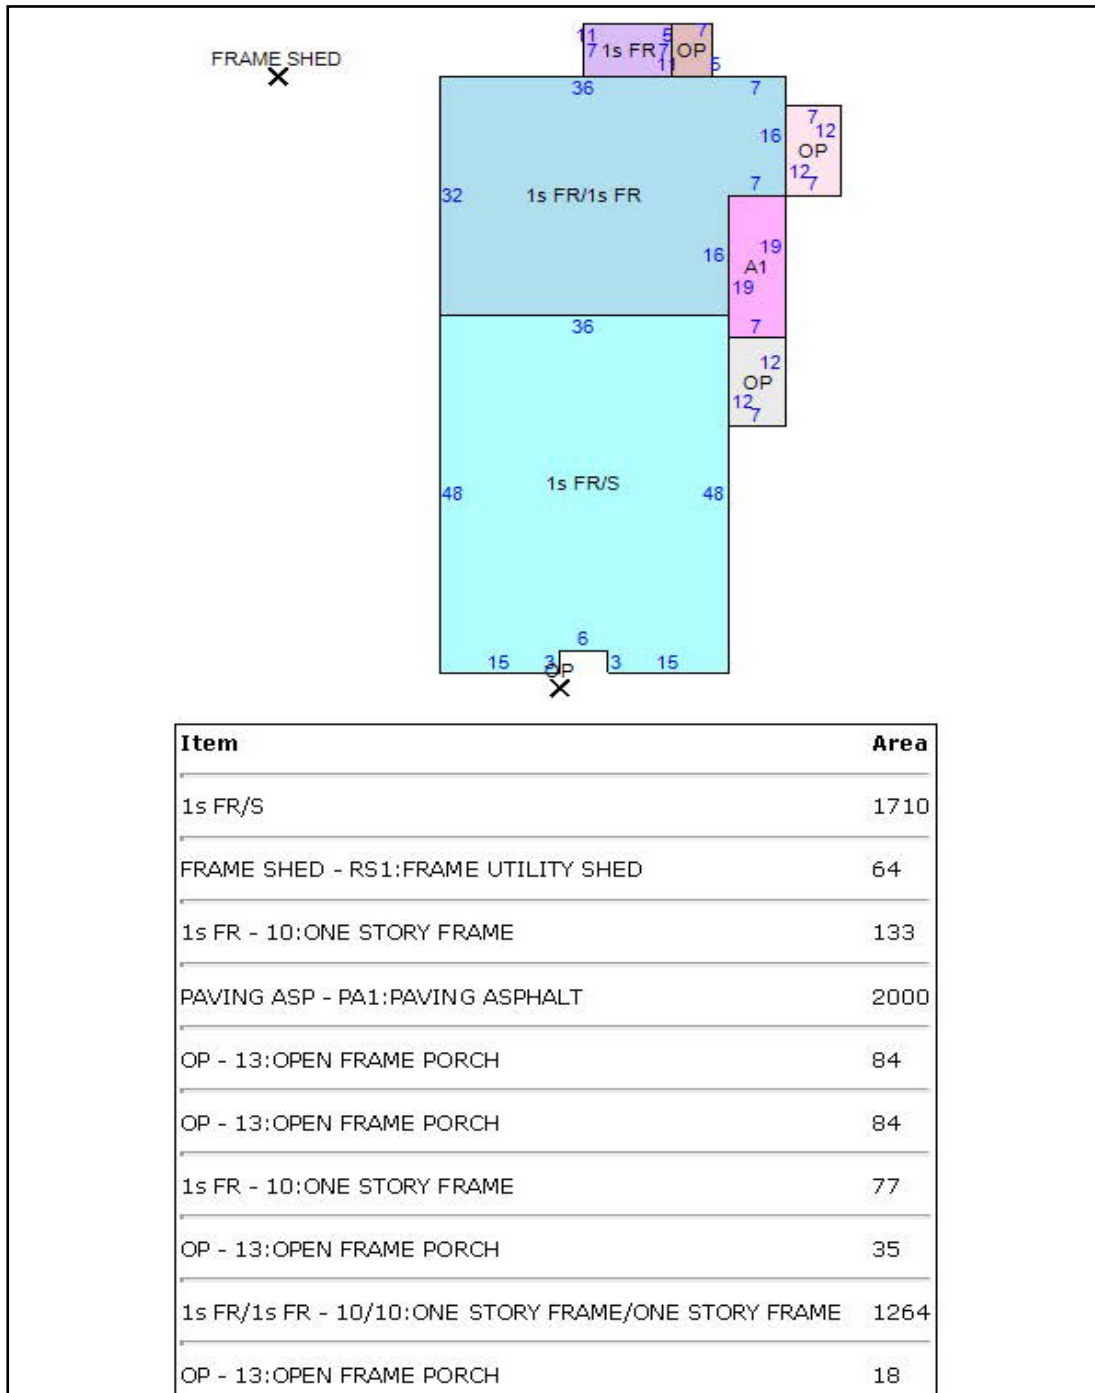 11 5 7
7 1s FR 7 OP
11 5
FRAME SHED
36 7
7
16 12
OP
12 7
7
32 1s FR/1s FR
16 19
A1
19
36 7
12
OP
12 7
1s FR/S
48 48
6
15 3 3 15
OP
Item Area
1s FR/S 1710
FRAME SHED - RS1:FRAME UTILITY SHED 64
1s FR - 10:ONE STORY FRAME 133
PAVING ASP - PA1:PAVING ASPHALT 2000
OP - 13:OPEN FRAME PORCH 84
OP - 13:OPEN FRAME PORCH 84
1s FR - 10:ONE STORY FRAME 77
OP - 13:OPEN FRAME PORCH 35
1s FR/1s FR - 10/10:ONE STORY FRAME/ONE STORY FRAME 1264
OP - 13:OPEN FRAME PORCH 18